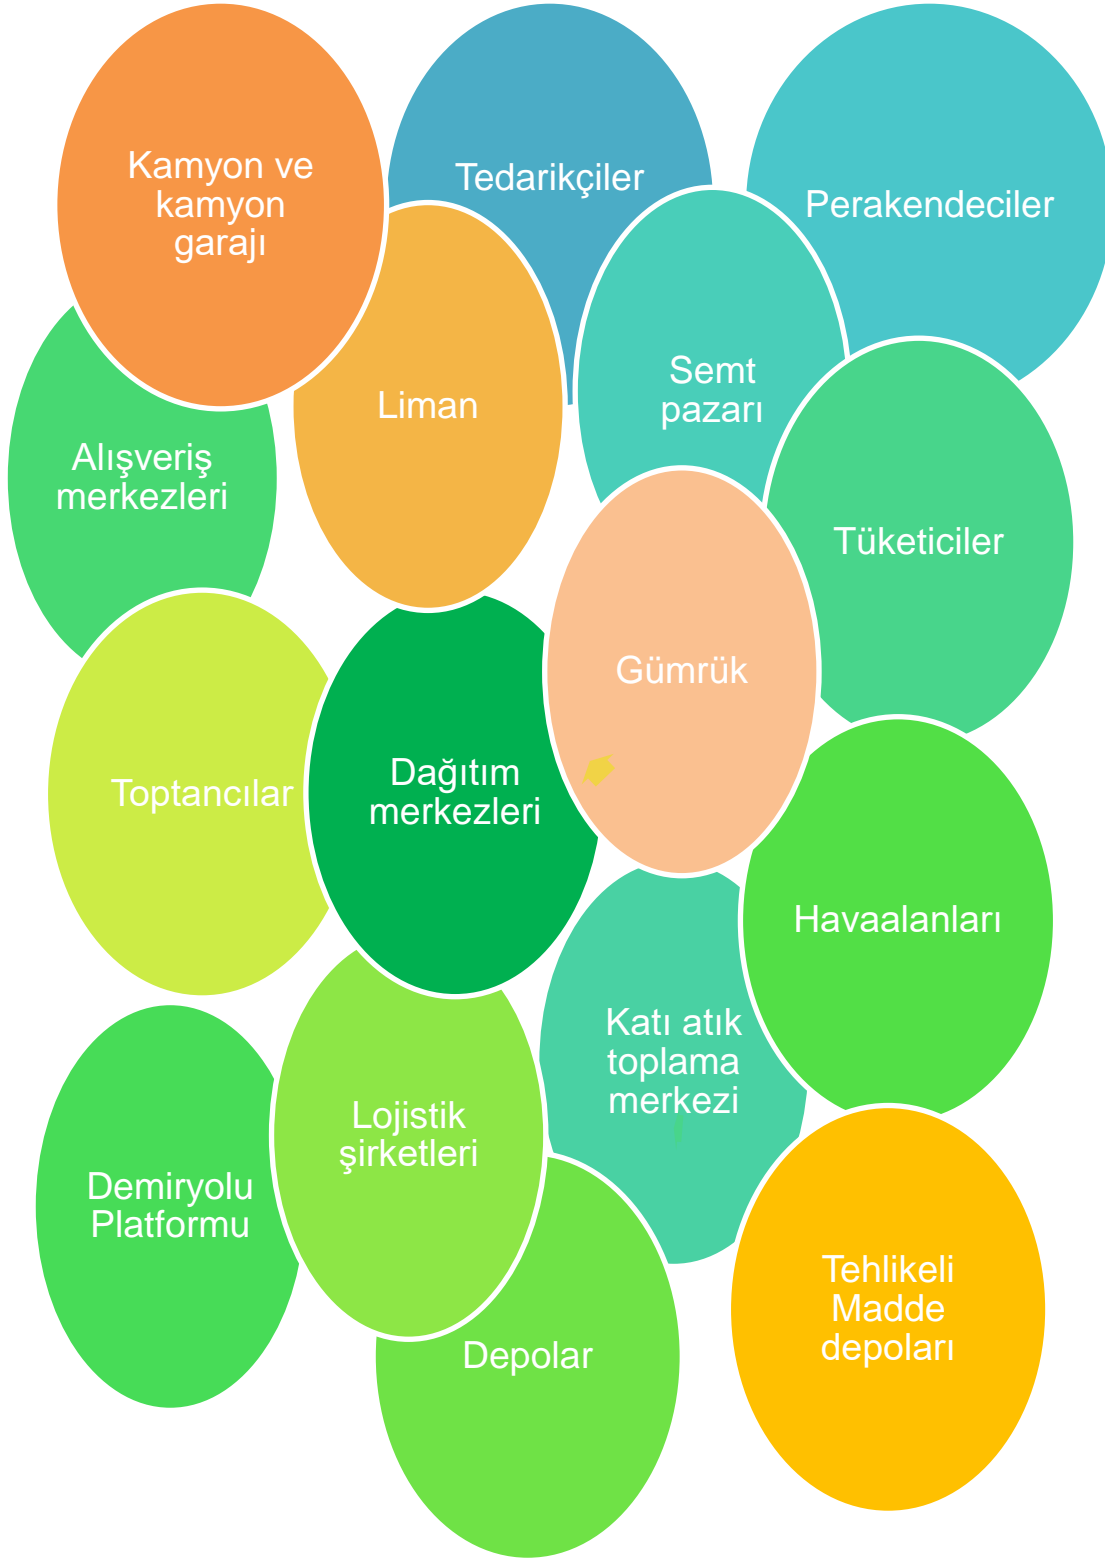 Kamyon ve
kamyon
garajı
Tedarikçiler
Perakendeciler
Liman
Semt
pazarı
Alışveriş
merkezleri
Tüketiciler
Gümrük
Toptancılar
Dağıtım
merkezleri
Havaalanları
Katı atık
toplama
merkezi
Lojistik
şirketleri
Demiryolu
Platformu
Tehlikeli
Madde
depoları
Depolar